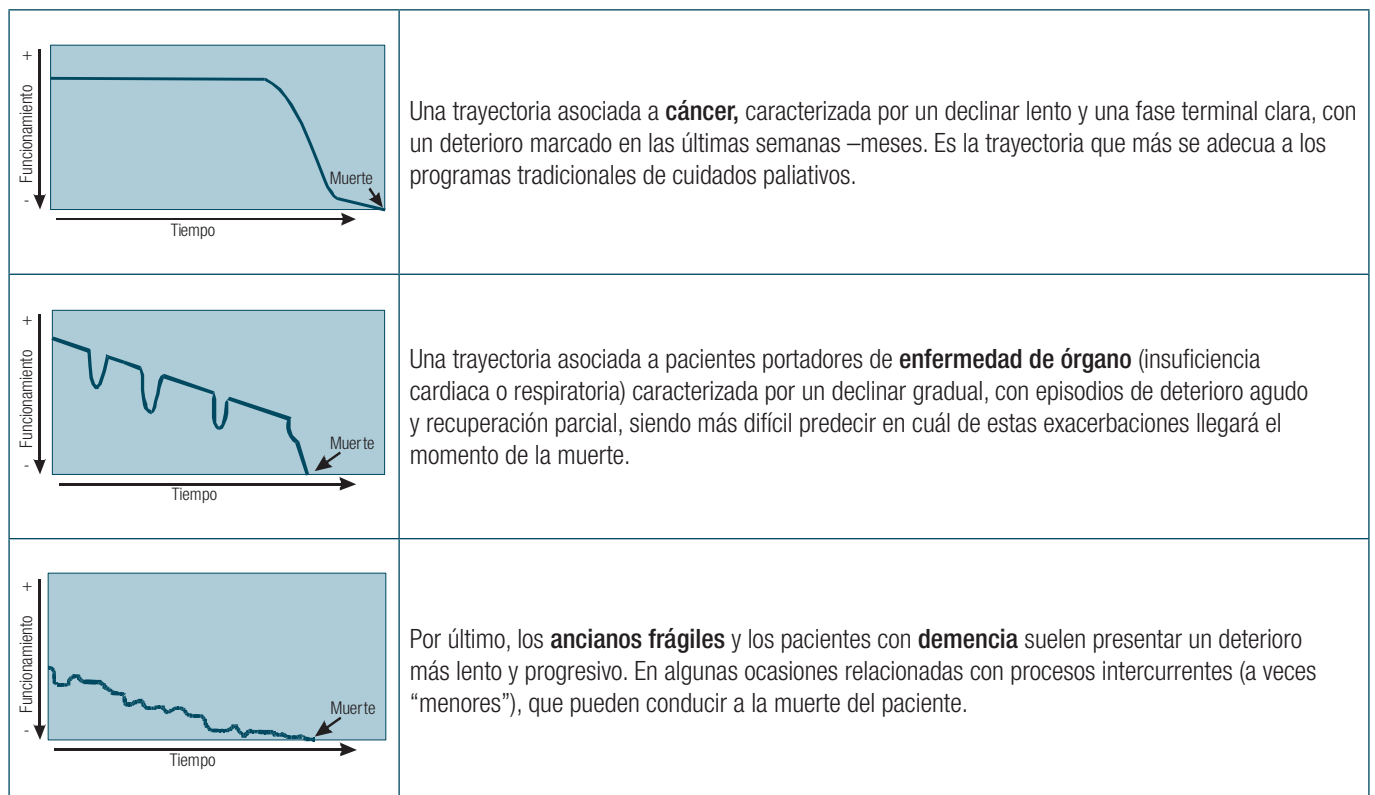 +
Funcionamiento
-
Muerte
Tiempo
Una trayectoria asociada a cáncer, caracterizada por un declinar lento y una fase terminal clara, con
un deterioro marcado en las últimas semanas –meses. Es la trayectoria que más se adecua a los
programas tradicionales de cuidados paliativos.
+
Funcionamiento
-
Muerte
Tiempo
Una trayectoria asociada a pacientes portadores de enfermedad de órgano (insuficiencia
cardiaca o respiratoria) caracterizada por un declinar gradual, con episodios de deterioro agudo
y recuperación parcial, siendo más difícil predecir en cuál de estas exacerbaciones llegará el
momento de la muerte.
+
Funcionamiento
-
Muerte
Tiempo
Por último, los ancianos frágiles y los pacientes con demencia suelen presentar un deterioro
más lento y progresivo. En algunas ocasiones relacionadas con procesos intercurrentes (a veces
“menores”), que pueden conducir a la muerte del paciente.